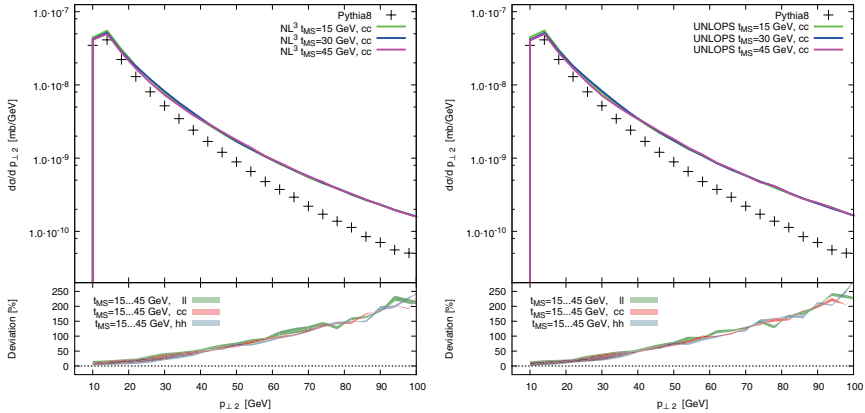 Pythia8
NL³ tMS=15 GeV, cc
NL³ tMS=30 GeV, cc
NL³ tMS=45 GeV, cc
1.0·10⁻⁷
1.0·10⁻⁸
1.0·10⁻⁹
1.0·10⁻¹⁰
dσ/d p⊥2 [mb/GeV]
tMS=15...45 GeV, ll
tMS=15...45 GeV, cc
tMS=15...45 GeV, hh
250
200
150
100
50
0
Deviation [%]
10 20 30 40 50 60 70 80 90 100
p⊥2 [GeV]
Pythia8
UNLOPS tMS=15 GeV, cc
UNLOPS tMS=30 GeV, cc
UNLOPS tMS=45 GeV, cc
1.0·10⁻⁷
1.0·10⁻⁸
1.0·10⁻⁹
1.0·10⁻¹⁰
dσ/d p⊥2 [mb/GeV]
tMS=15...45 GeV, ll
tMS=15...45 GeV, cc
tMS=15...45 GeV, hh
250
200
150
100
50
0
Deviation [%]
10 20 30 40 50 60 70 80 90 100
p⊥2 [GeV]